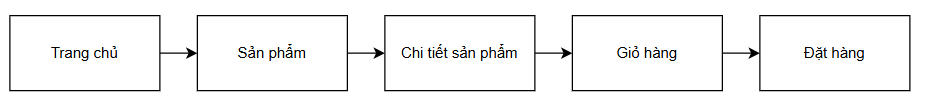 Trang chủ
Sản phẩm
Chi tiết sản phẩm
Giỏ hàng
Đặt hàng